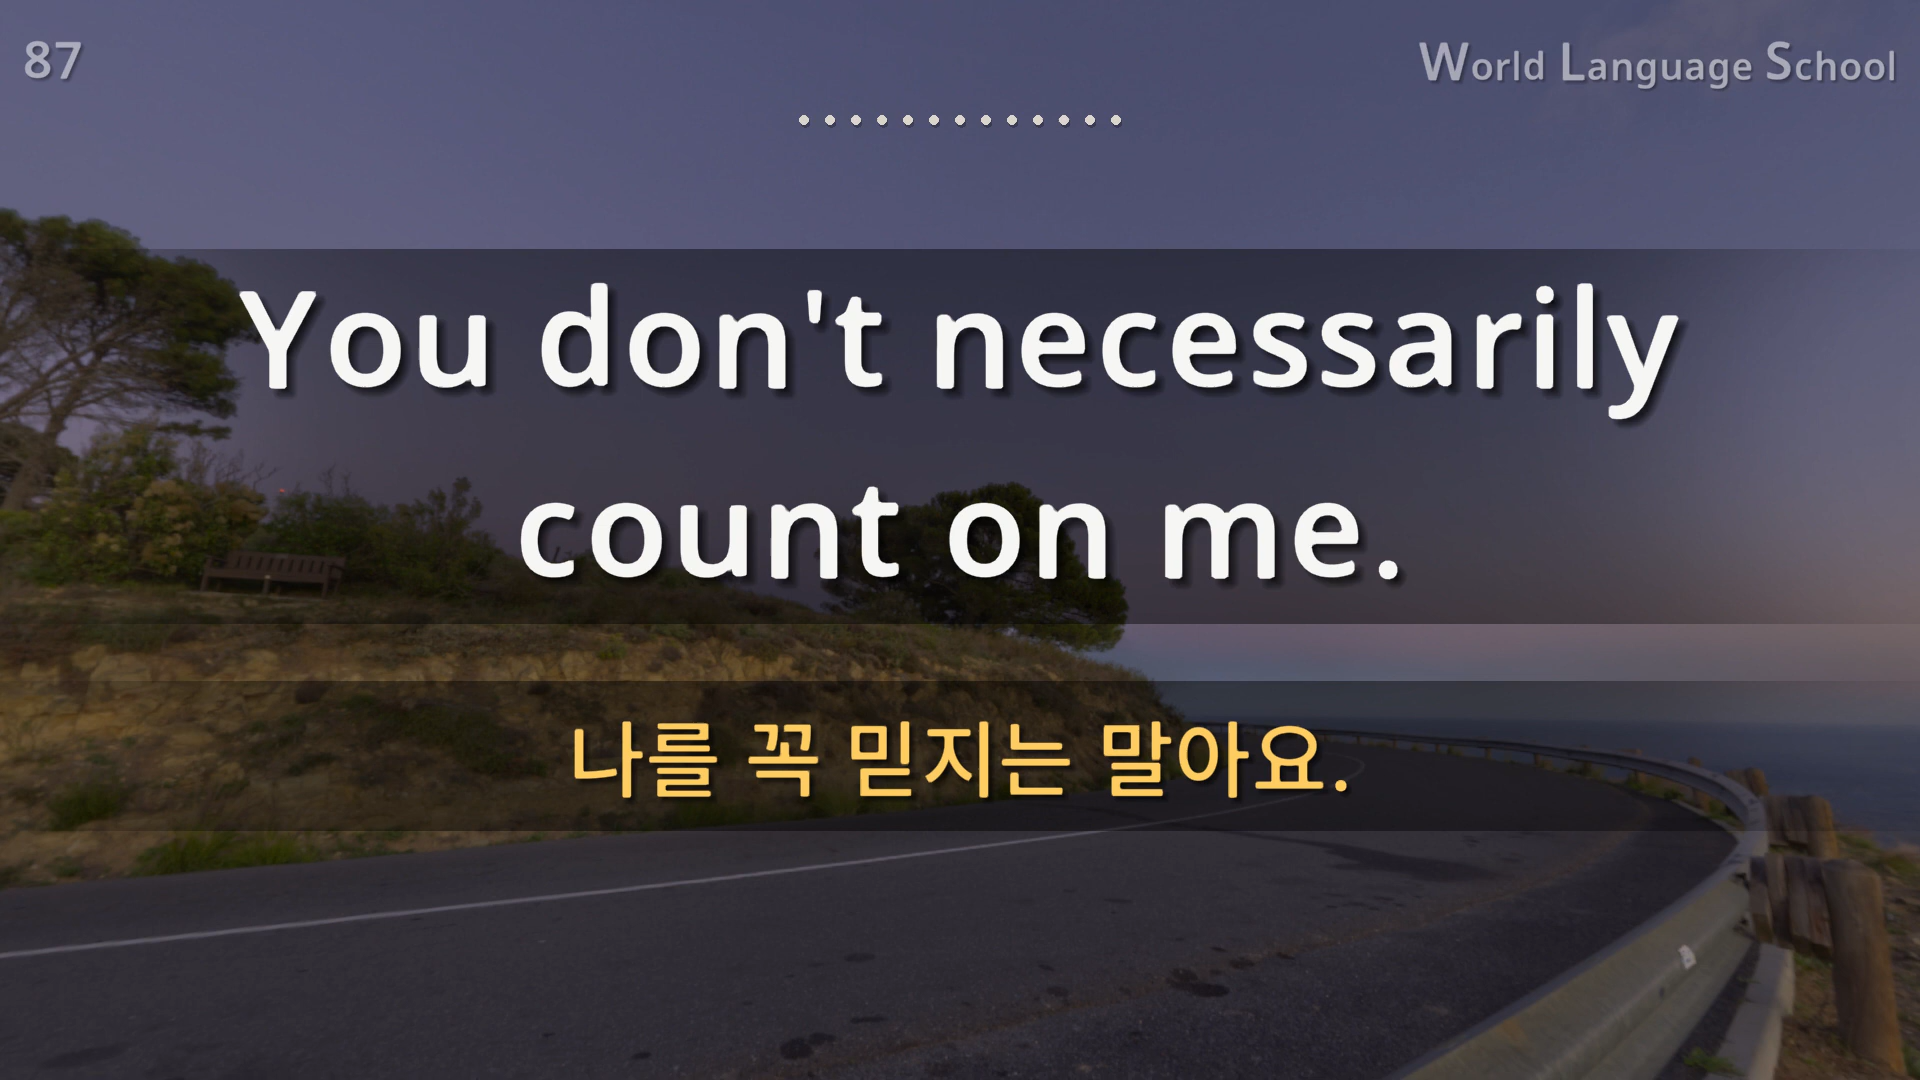 87
World Language School
You don't necessarily
count on me.
나를 꼭 믿지는 말아요.